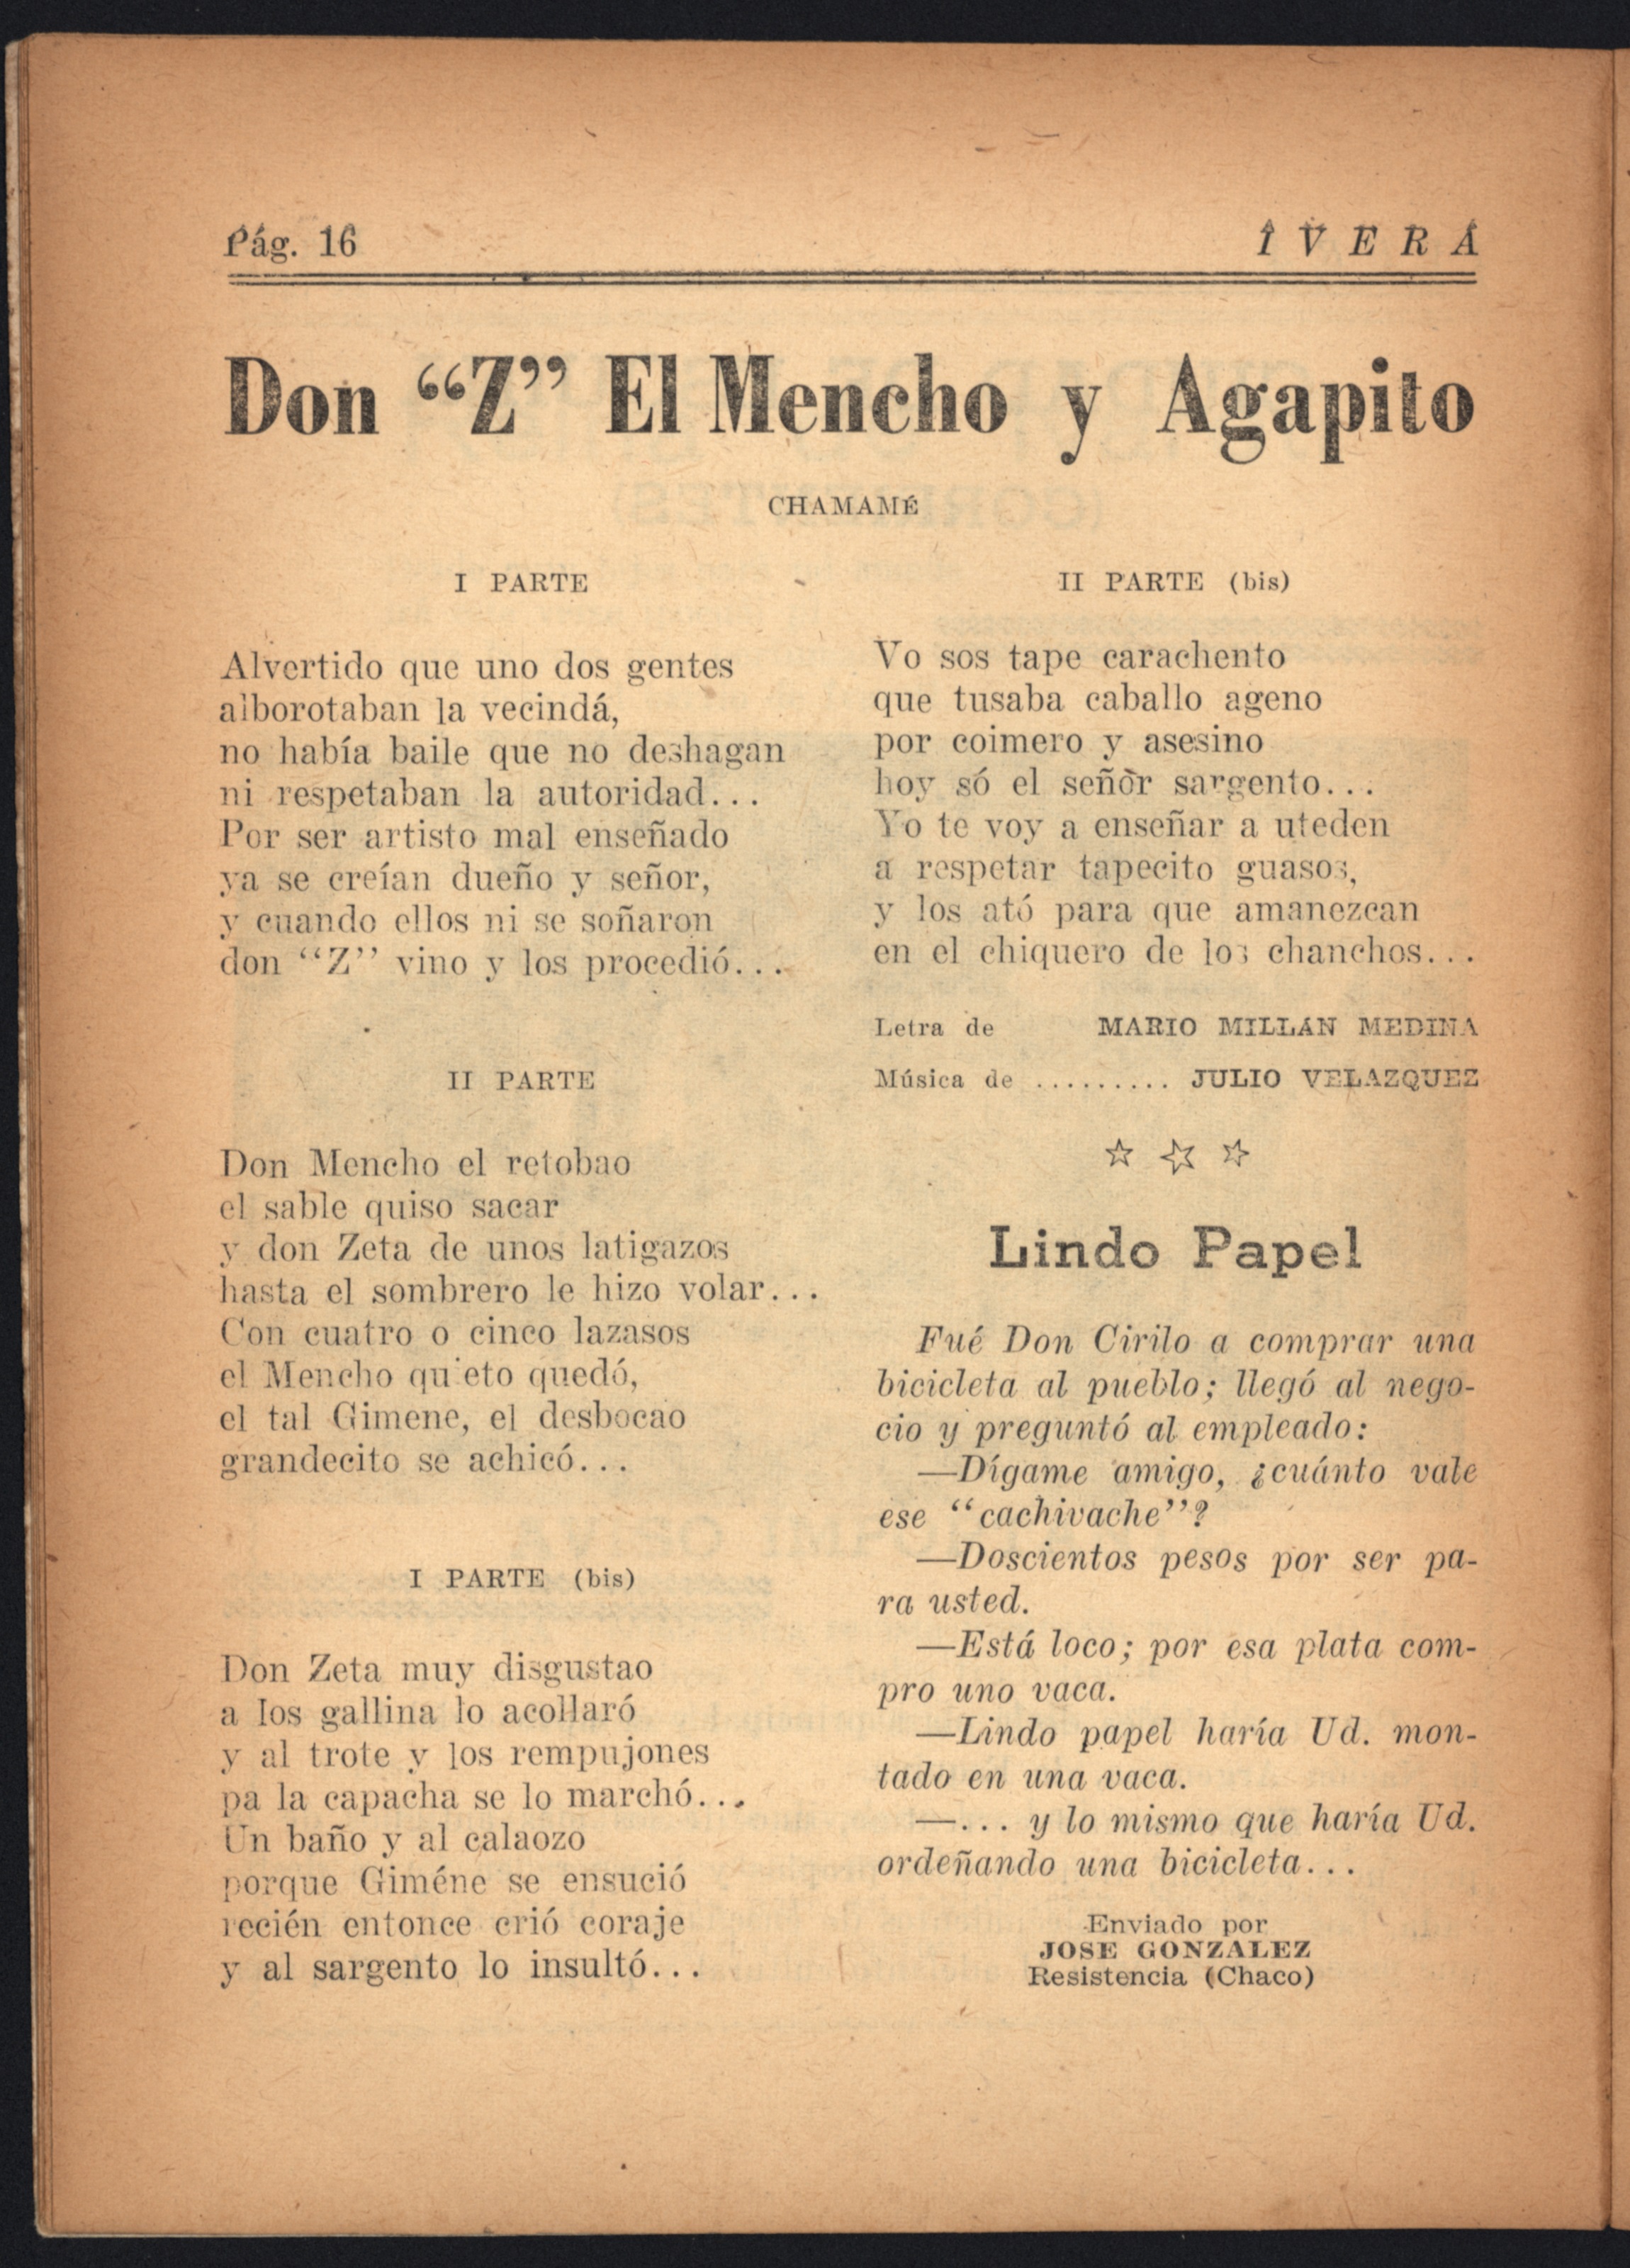 Pág. 16
ÎVERÁ
Don “Z” El Mencho y Agapito
CHAMAMÉ
I PARTE
Alvertido que uno dos gentes
alborotaban la vecindá,
no había baile que no deshagan
ni respetaban la autoridad...
Por ser artisto mal enseñado
ya se creían dueño y señor,
y cuando ellos ni se soñaron
don “Z” vino y los procedió...
II PARTE
Don Mencho el retobao
el sable quiso sacar
y don Zeta de unos latigazos
hasta el sombrero le hizo volar...
Con cuatro o cinco lazasos
el Mencho quieto quedó,
el tal Gimene, el desbocao
grandecito se achicó...
I PARTE (bis)
Don Zeta muy disgustao
a los gallina lo acollaró
y al trote y los rempujones
pa la capacha se lo marchó...
Un baño y al calaozo
porque Giméne se ensució
recién entonce crió coraje
y al sargento lo insultó...
II PARTE (bis)
Vo sos tape carachento
que tusaba caballo ageno
por coimero y asesino
hoy só el señor sargento...
Yo te voy a enseñar a uteden
a respetar tapecito guasos,
y los ató para que amanezcan
en el chiquero de los chanchos...
Letra de MARIO MILLAN MEDINA
Música de ......... JULIO VELAZQUEZ
☆ ☆ ☆
Lindo Papel
Fué Don Cirilo a comprar una
bicicleta al pueblo; llegó al nego-
cio y preguntó al empleado:
—Dígame amigo, ¿cuánto vale
ese “cachivache”?
—Doscientos pesos por ser pa-
ra usted.
—Está loco; por esa plata com-
pro uno vaca.
—Lindo papel haría Ud. mon-
tado en una vaca.
—... y lo mismo que haría Ud.
ordeñando una bicicleta...
Enviado por
JOSE GONZALEZ
Resistencia (Chaco)